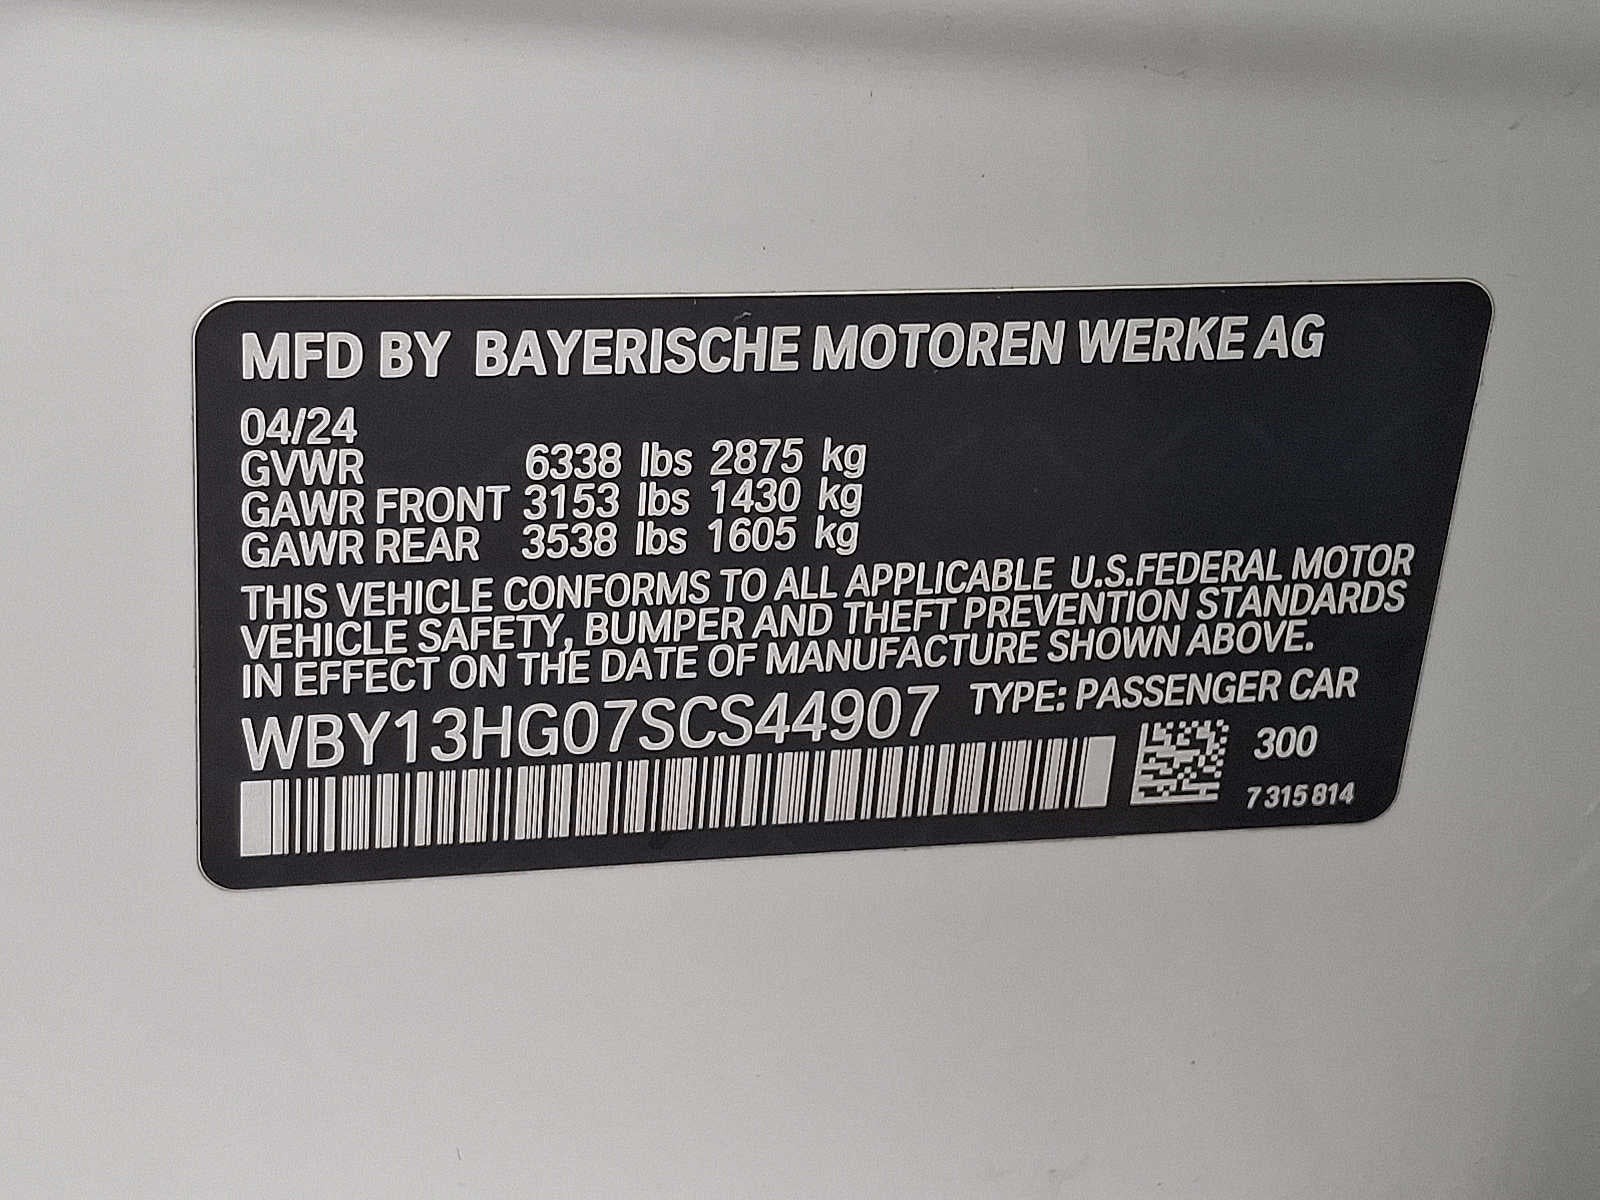 MFD BY BAYERISCHE MOTOREN WERKE AG
04/24
GVWR 6338 lbs 2875 kg
GAWR FRONT 3153 lbs 1430 kg
GAWR REAR 3538 lbs 1605 kg
THIS VEHICLE CONFORMS TO ALL APPLICABLE U.S.FEDERAL MOTOR
VEHICLE SAFETY, BUMPER AND THEFT PREVENTION STANDARDS
IN EFFECT ON THE DATE OF MANUFACTURE SHOWN ABOVE.
WBY13HG07SCS44907 TYPE: PASSENGER CAR
300
7 315 814